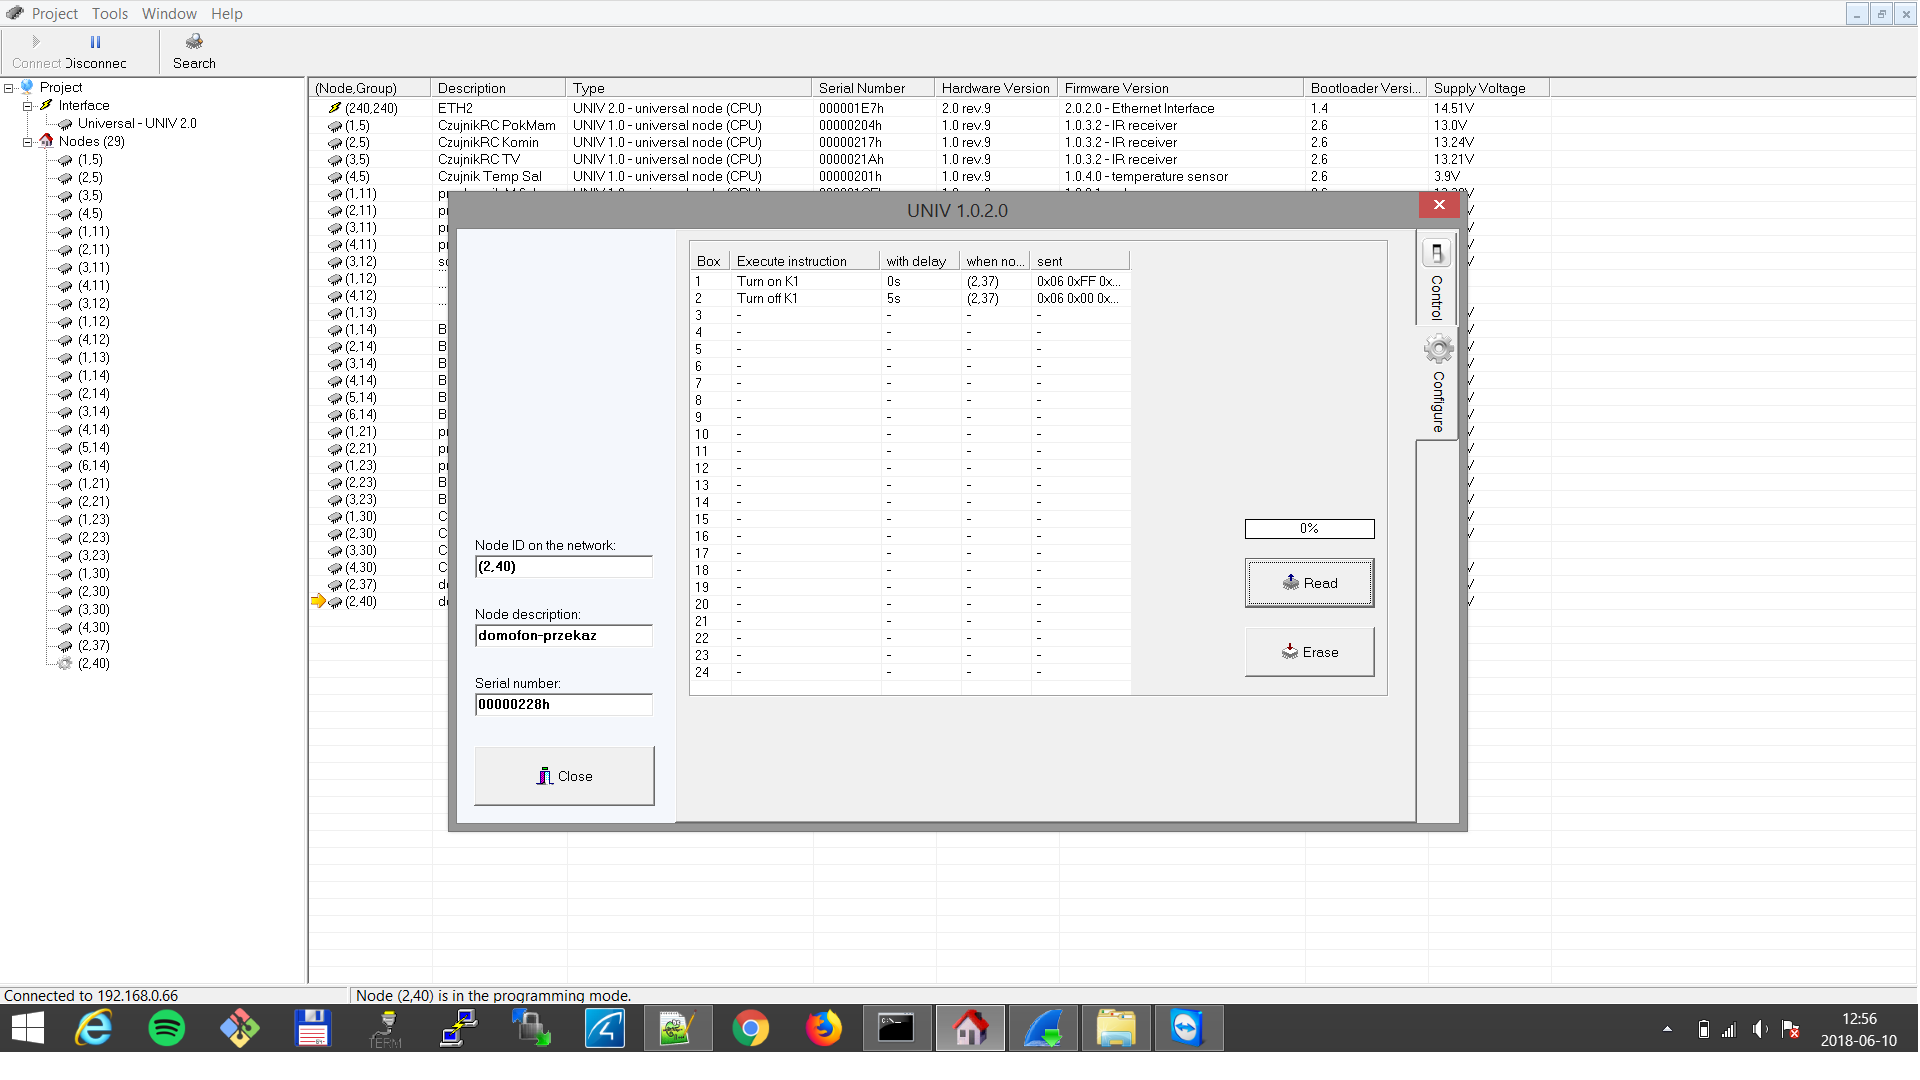 Project Tools Window Help
Connect Disconnec Search
Project
Interface
Universal - UNIV 2.0
Nodes (29)
(1,5)
(2,5)
(3,5)
(4,5)
(1,11)
(2,11)
(3,11)
(4,11)
(3,12)
(1,12)
(4,12)
(1,13)
(1,14)
(2,14)
(3,14)
(4,14)
(5,14)
(6,14)
(1,21)
(2,21)
(1,23)
(2,23)
(3,23)
(1,30)
(2,30)
(3,30)
(4,30)
(2,37)
(2,40)
(Node,Group) Description Type Serial Number Hardware Version Firmware Version Bootloader Versi... Supply Voltage
(240,240) ETH2 UNIV 2.0 - universal node (CPU) 000001E7h 2.0 rev.9 2.0.2.0 - Ethernet Interface 1.4 14.51V
(1,5) CzujnikRC PokMam UNIV 1.0 - universal node (CPU) 00000204h 1.0 rev.9 1.0.3.2 - IR receiver 2.6 13.0V
(2,5) CzujnikRC Komin UNIV 1.0 - universal node (CPU) 00000217h 1.0 rev.9 1.0.3.2 - IR receiver 2.6 13.24V
(3,5) CzujnikRC TV UNIV 1.0 - universal node (CPU) 0000021Ah 1.0 rev.9 1.0.3.2 - IR receiver 2.6 13.21V
(4,5) Czujnik Temp Sal UNIV 1.0 - universal node (CPU) 00000201h 1.0 rev.9 1.0.4.0 - temperature sensor 2.6 3.9V
(1,11)
(2,11)
(3,11)
(4,11)
(3,12)
(1,12) ...
(4,12) ...
(1,13)
(1,14) B
(2,14) B
(3,14) B
(4,14) B
(5,14) B
(6,14) B
(1,21)
(2,21)
(1,23)
(2,23) B
(3,23) B
(1,30) C
(2,30) C
(3,30) C
(4,30) C
(2,37)
(2,40)
UNIV 1.0.2.0
Node ID on the network:
(2,40)
Node description:
domofon-przekaz
Serial number:
00000228h
Close
Box Execute instruction with delay when no... sent
1 Turn on K1 0s (2,37) 0x06 0xFF 0x...
2 Turn off K1 5s (2,37) 0x06 0x00 0x...
3 - - - -
4 - - - -
5 - - - -
6 - - - -
7 - - - -
8 - - - -
9 - - - -
10 - - - -
11 - - - -
12 - - - -
13 - - - -
14 - - - -
15 - - - -
16 - - - -
17 - - - -
18 - - - -
19 - - - -
20 - - - -
21 - - - -
22 - - - -
23 - - - -
24 - - - -
0%
Read
Erase
Control
Configure
Connected to 192.168.0.66 Node (2,40) is in the programming mode.
TERM
12:56
2018-06-10